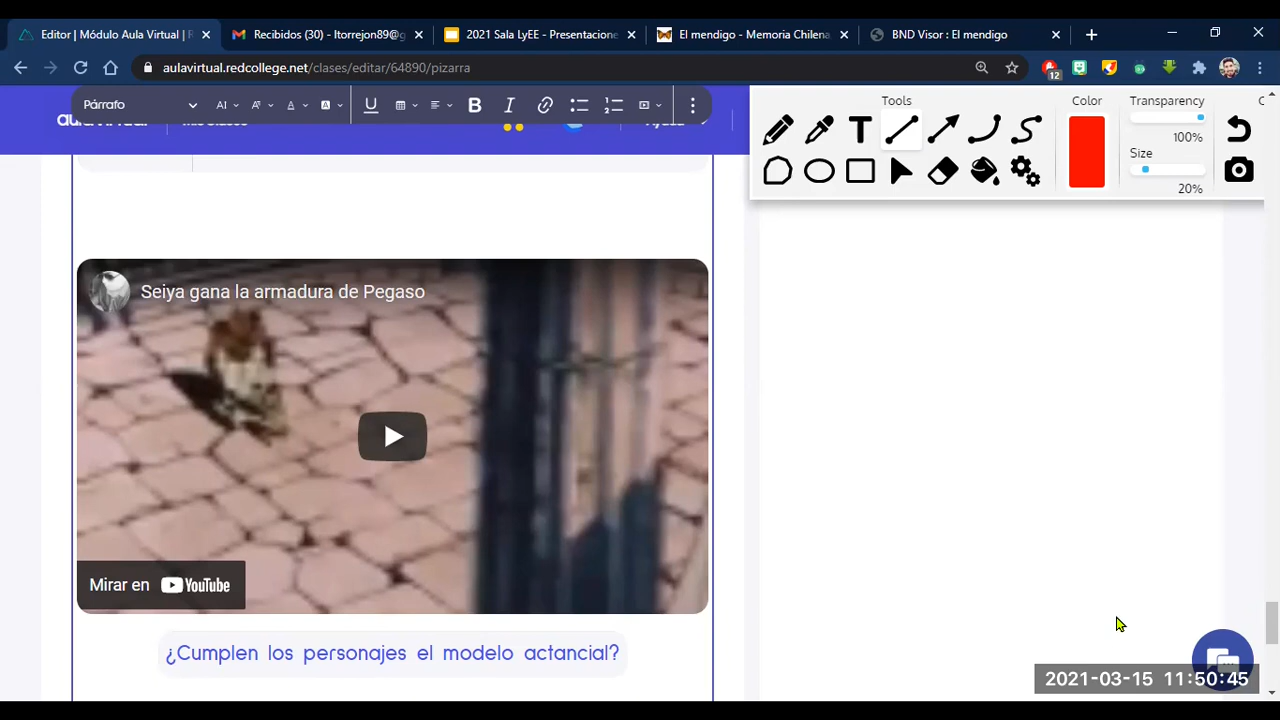 Editor | Módulo Aula Virtual | R
Recibidos (30) - ltorrejon89@g
2021 Sala LyEE - Presentacione
El mendigo - Memoria Chilena
BND Visor : El mendigo
aulavirtual.redcollege.net/clases/editar/64890/pizarra
12
Párrafo
AI
U
B
I
Tools
Color
Transparency
100%
Size
20%
T
Seiya gana la armadura de Pegaso
Mirar en YouTube
¿Cumplen los personajes el modelo actancial?
2021-03-15 11:50:45